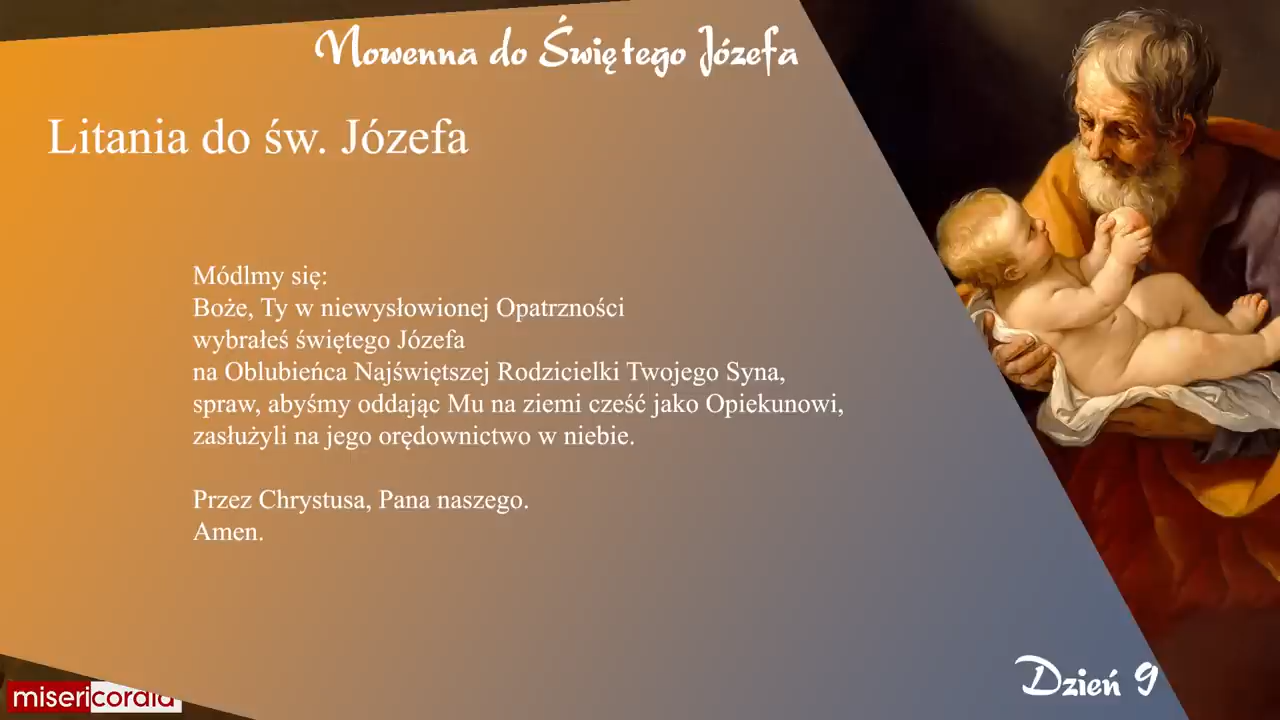 Nowenna do Świętego Józefa
Litania do św. Józefa
Módlmy się:
Boże, Ty w niewysłowionej Opatrzności
wybrałeś świętego Józefa
na Oblubieńca Najświętszej Rodzicielki Twojego Syna,
spraw, abyśmy oddając Mu na ziemi cześć jako Opiekunowi,
zasłużyli na jego orędownictwo w niebie.
Przez Chrystusa, Pana naszego.
Amen.
Dzień 9
misericordia